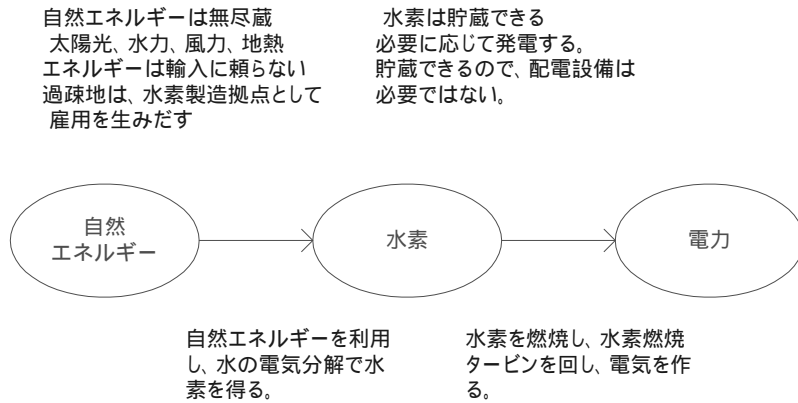 自然エネルギーは無尽蔵
太陽光、水力、風力、地熱
エネルギーは輸入に頼らない
過疎地は、水素製造拠点として
雇用を生みだす
水素は貯蔵できる
必要に応じて発電する。
貯蔵できるので、配電設備は
必要ではない。
自然
エネルギー
水素
電力
自然エネルギーを利用
し、水の電気分解で水
素を得る。
水素を燃焼し、水素燃焼
タービンを回し、電気を作
る。